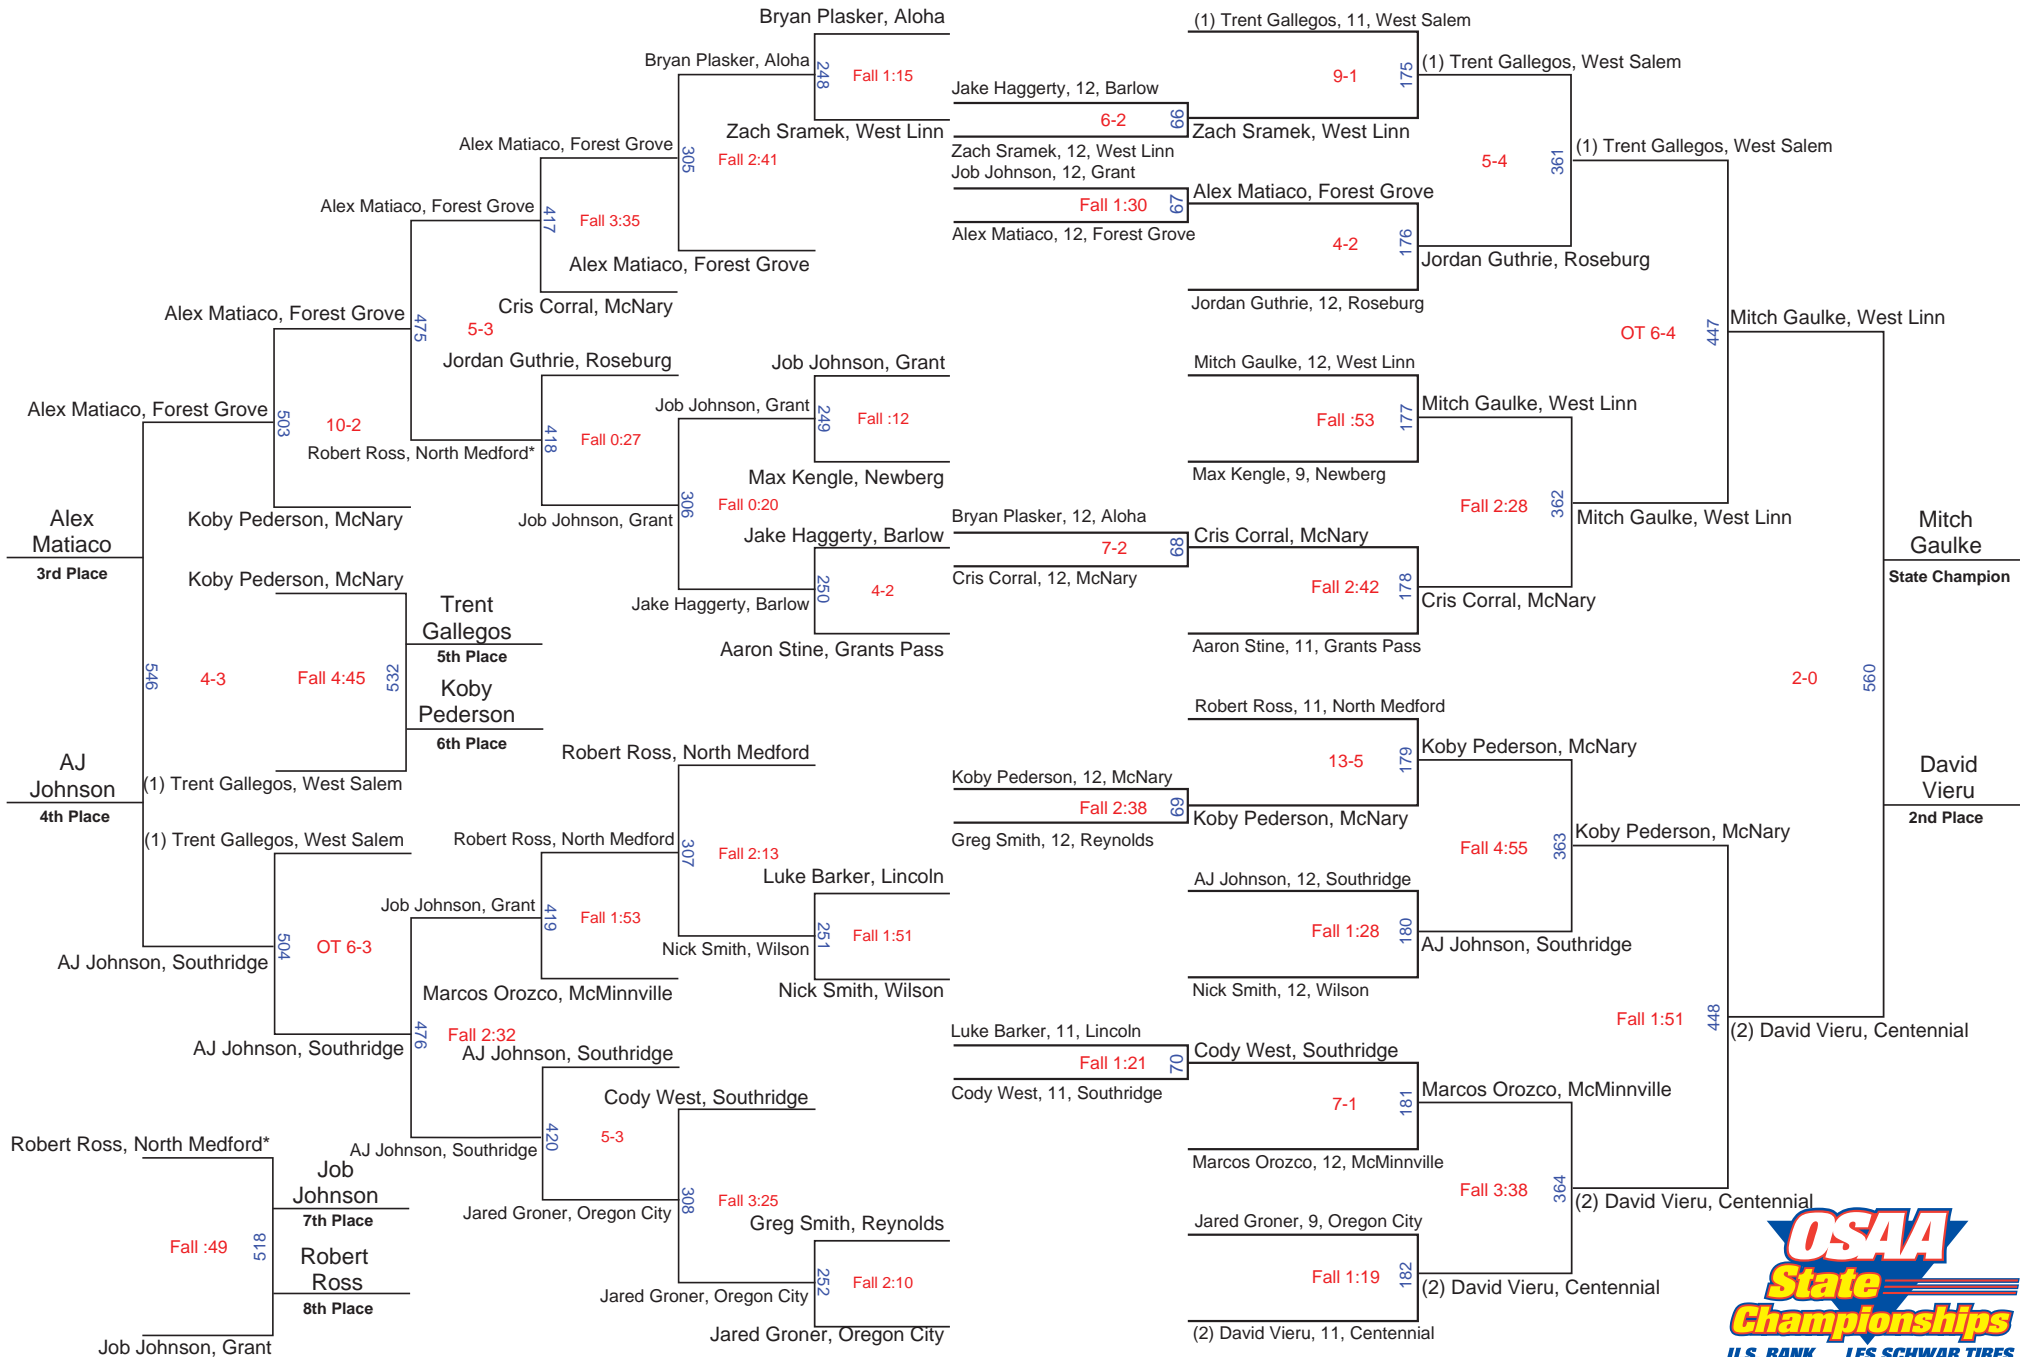 Bryan Plasker, Aloha
(1) Trent Gallegos, 11, West Salem
Bryan Plasker, Aloha
248
Fall 1:15
9-1
175
(1) Trent Gallegos, West Salem
Jake Haggerty, 12, Barlow
6-2
66
Zach Sramek, West Linn
Zach Sramek, West Linn
Alex Matiaco, Forest Grove
305
Fall 2:41
Zach Sramek, 12, West Linn
5-4
361
(1) Trent Gallegos, West Salem
Job Johnson, 12, Grant
Fall 1:30
67
Alex Matiaco, Forest Grove
Alex Matiaco, Forest Grove
417
Fall 3:35
Alex Matiaco, 12, Forest Grove
4-2
176
Jordan Guthrie, Roseburg
Alex Matiaco, Forest Grove
Cris Corral, McNary
Jordan Guthrie, 12, Roseburg
Alex Matiaco, Forest Grove
475
5-3
OT 6-4
447
Mitch Gaulke, West Linn
Jordan Guthrie, Roseburg
Job Johnson, Grant
Mitch Gaulke, 12, West Linn
Alex Matiaco, Forest Grove
503
10-2
Job Johnson, Grant
249
Fall :12
Fall :53
177
Mitch Gaulke, West Linn
Robert Ross, North Medford*
418
Fall 0:27
Max Kengle, Newberg
Max Kengle, 9, Newberg
Koby Pederson, McNary
Job Johnson, Grant
306
Fall 0:20
Fall 2:28
362
Mitch Gaulke, West Linn
Alex
Matiaco
3rd Place
Jake Haggerty, Barlow
Bryan Plasker, 12, Aloha
7-2
68
Cris Corral, McNary
Mitch
Gaulke
State Champion
Cris Corral, 12, McNary
Koby Pederson, McNary
Jake Haggerty, Barlow
250
4-2
Fall 2:42
178
Cris Corral, McNary
Trent
Gallegos
5th Place
Aaron Stine, Grants Pass
Aaron Stine, 11, Grants Pass
546
4-3
Fall 4:45
532
2-0
560
Koby
Pederson
6th Place
Robert Ross, 11, North Medford
Robert Ross, North Medford
13-5
179
Koby Pederson, McNary
AJ
Johnson
4th Place
(1) Trent Gallegos, West Salem
Koby Pederson, 12, McNary
Fall 2:38
69
Koby Pederson, McNary
David
Vieru
2nd Place
(1) Trent Gallegos, West Salem
Robert Ross, North Medford
307
Fall 2:13
Greg Smith, 12, Reynolds
Fall 4:55
363
Koby Pederson, McNary
Luke Barker, Lincoln
AJ Johnson, 12, Southridge
Job Johnson, Grant
419
Fall 1:53
Nick Smith, Wilson
251
Fall 1:51
Fall 1:28
180
AJ Johnson, Southridge
AJ Johnson, Southridge
504
OT 6-3
Marcos Orozco, McMinnville
Nick Smith, Wilson
Nick Smith, 12, Wilson
AJ Johnson, Southridge
476
Fall 2:32
Fall 1:51
448
(2) David Vieru, Centennial
AJ Johnson, Southridge
Luke Barker, 11, Lincoln
Fall 1:21
70
Cody West, Southridge
Cody West, Southridge
Cody West, 11, Southridge
7-1
181
Marcos Orozco, McMinnville
AJ Johnson, Southridge
420
5-3
Marcos Orozco, 12, McMinnville
Robert Ross, North Medford*
Job
Johnson
7th Place
Jared Groner, Oregon City
308
Fall 3:25
Fall 3:38
364
(2) David Vieru, Centennial
Greg Smith, Reynolds
Jared Groner, 9, Oregon City
Fall :49
518
Robert
Ross
8th Place
Jared Groner, Oregon City
252
Fall 2:10
Fall 1:19
182
(2) David Vieru, Centennial
Job Johnson, Grant
Jared Groner, Oregon City
(2) David Vieru, 11, Centennial
OSAA
State
Championships
U.S. BANK LES SCHWAB TIRES